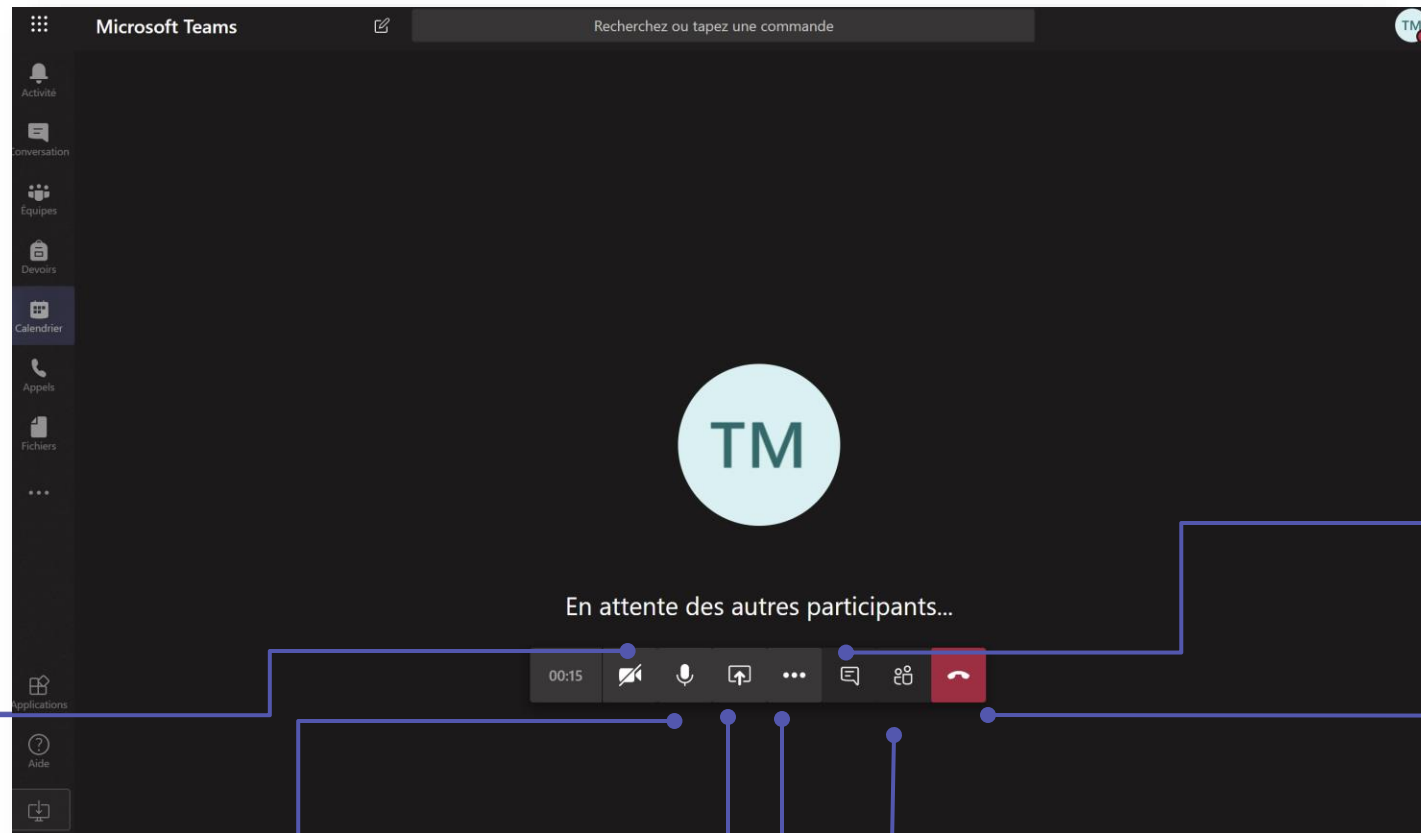 Microsoft Teams
Recherchez ou tapez une commande
TM
Activité
Conversation
Équipes
Devoirs
Calendrier
Appels
Fichiers
TM
En attente des autres participants...
00:15
Applications
Aide